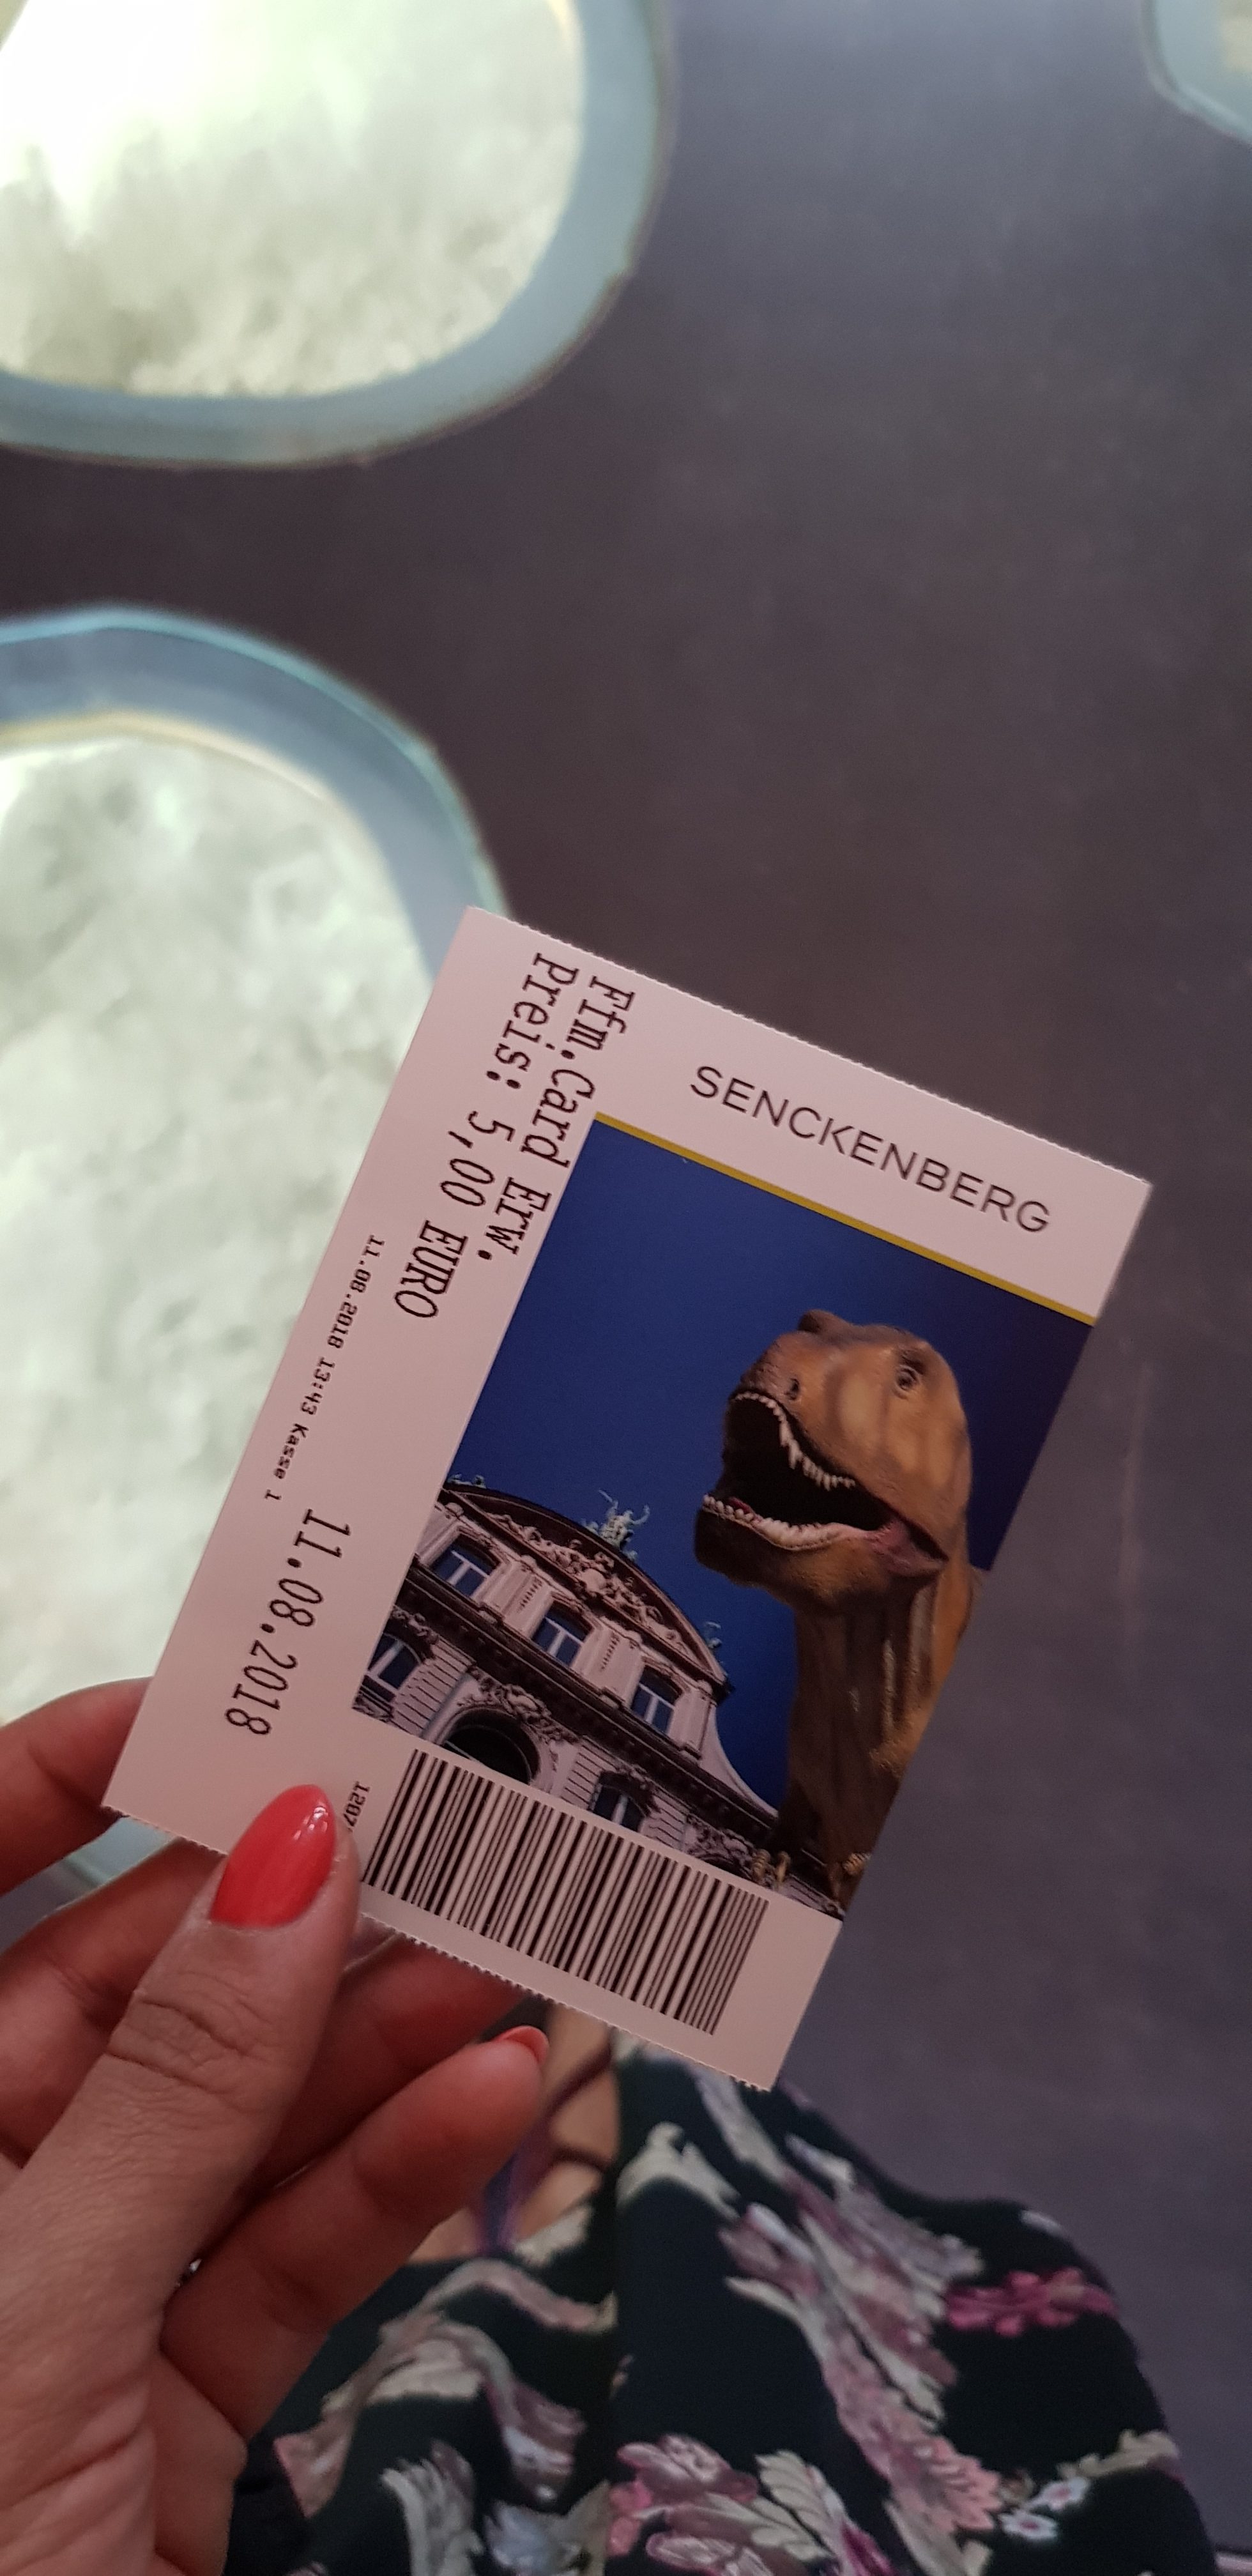 SENCKENBERG
Ffm.Card Erw.
Preis: 5,00 EURO
11.08.2018 13:43 Kasse 1
11.08.2018